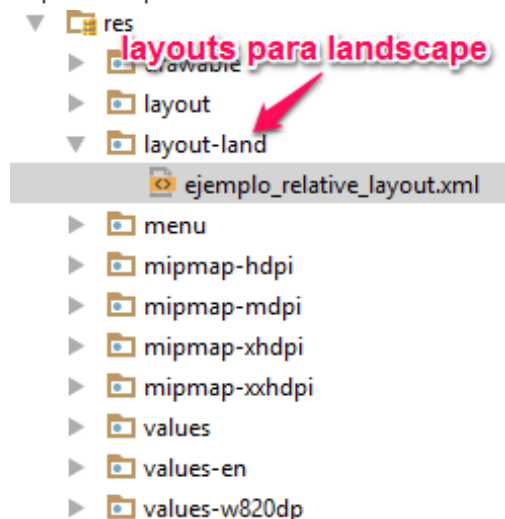 res
layouts para landscape
drawable
layout
layout-land
ejemplo_relative_layout.xml
menu
mipmap-hdpi
mipmap-mdpi
mipmap-xhdpi
mipmap-xxhdpi
values
values-en
values-w820dp